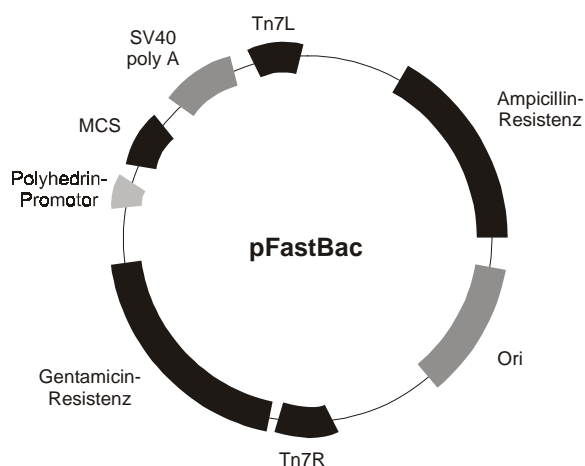 SV40
poly A
Tn7L
Ampicillin-
Resistenz
MCS
Polyhedrin-
Promotor
pFastBac
Ori
Gentamicin-
Resistenz
Tn7R